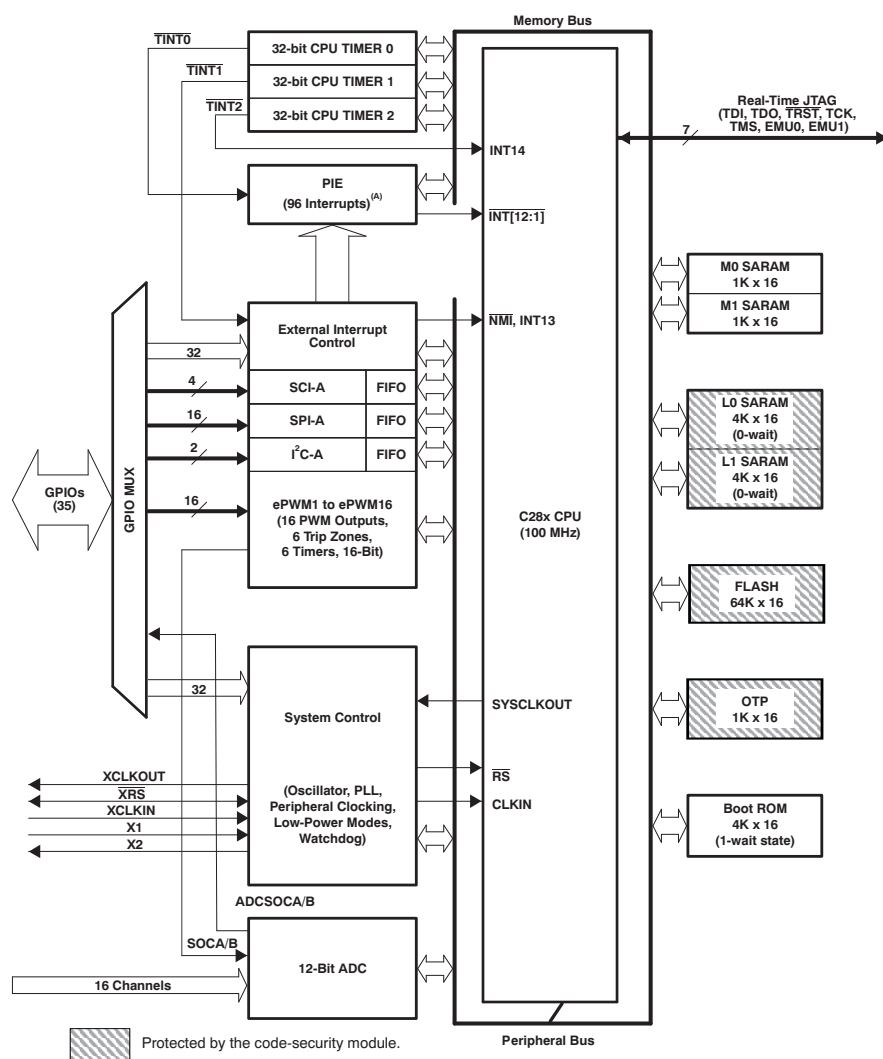 Memory Bus
TINT0
32-bit CPU TIMER 0
TINT1
32-bit CPU TIMER 1
TINT2
32-bit CPU TIMER 2
Real-Time JTAG
(TDI, TDO, TRST, TCK,
TMS, EMU0, EMU1)
7
INT14
PIE
(96 Interrupts)(A)
INT[12:1]
M0 SARAM
1K x 16
M1 SARAM
1K x 16
External Interrupt
Control
NMI, INT13
32
4
SCI-A
FIFO
16
SPI-A
FIFO
2
I2C-A
FIFO
L0 SARAM
4K x 16
(0-wait)
L1 SARAM
4K x 16
(0-wait)
GPIOs
(35)
GPIO MUX
16
ePWM1 to ePWM16
(16 PWM Outputs,
6 Trip Zones,
6 Timers, 16-Bit)
C28x CPU
(100 MHz)
FLASH
64K x 16
32
System Control
SYSCLKOUT
OTP
1K x 16
XCLKOUT
XRS
XCLKIN
X1
X2
(Oscillator, PLL,
Peripheral Clocking,
Low-Power Modes,
Watchdog)
RS
CLKIN
Boot ROM
4K x 16
(1-wait state)
ADCSOCA/B
SOCA/B
12-Bit ADC
16 Channels
Protected by the code-security module.
Peripheral Bus